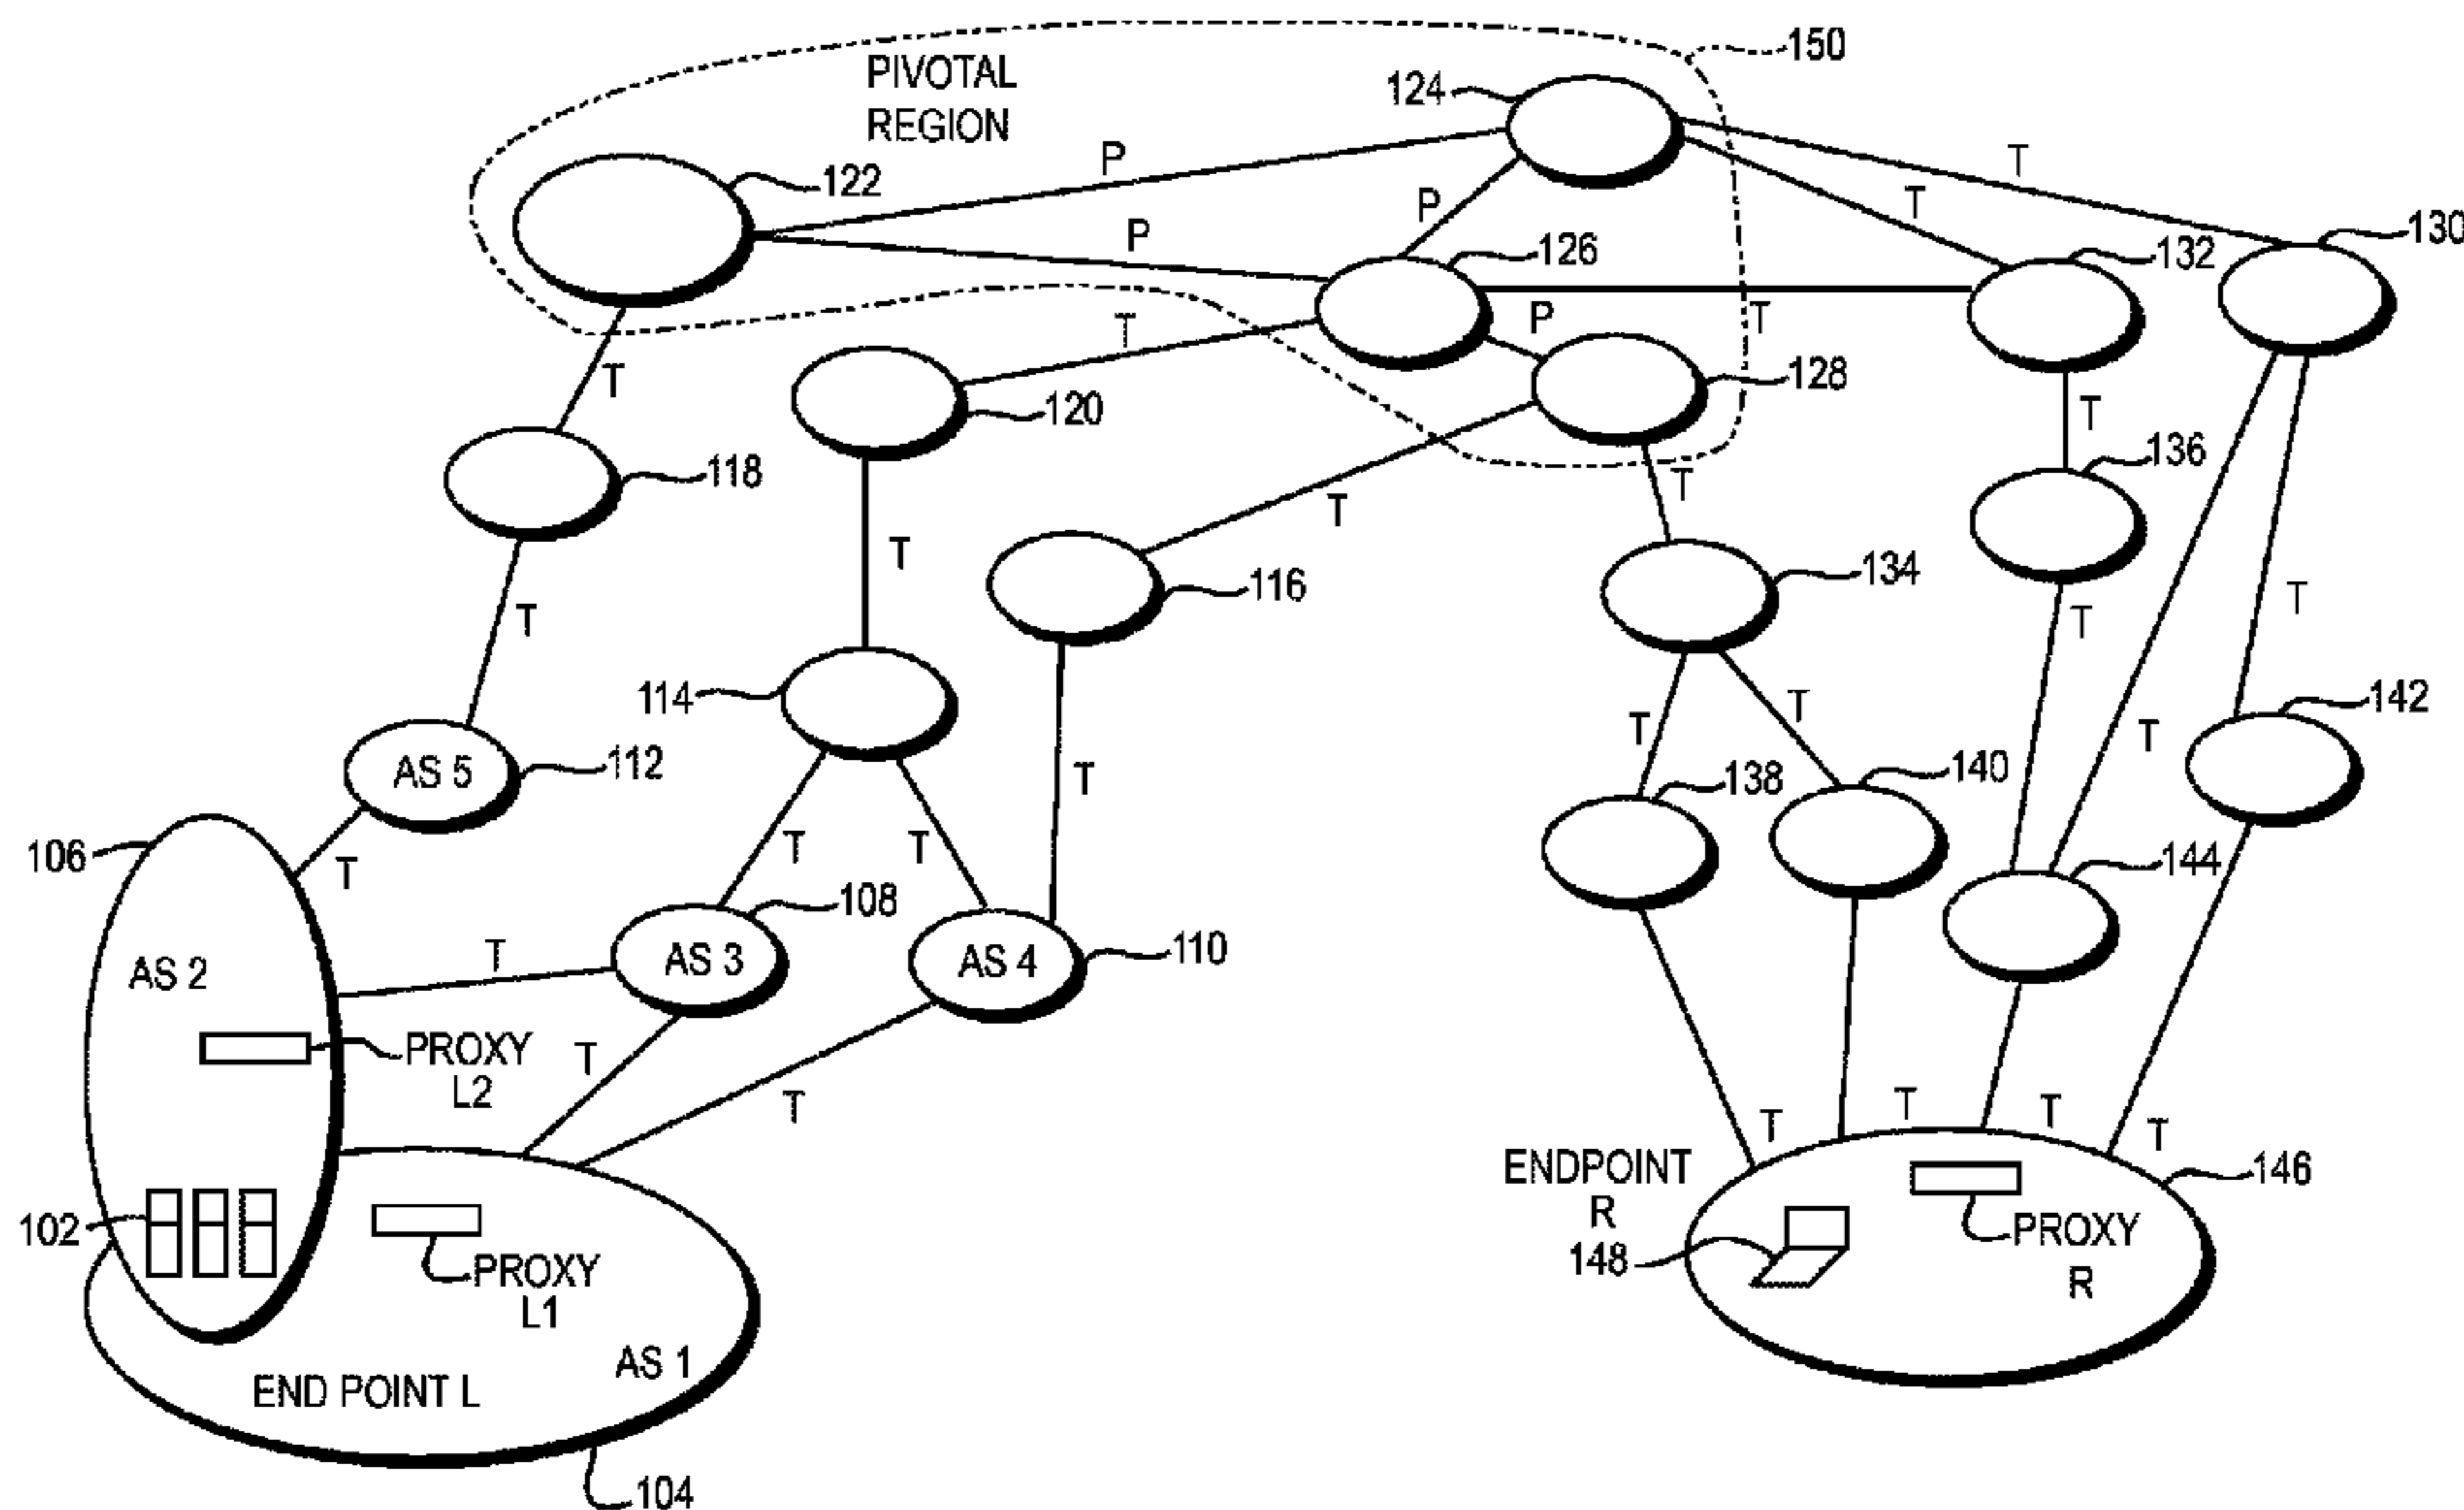 PIVOTAL
REGION
150
124
122
P
T
P
P
T
130
132
126
P
T
T
T
128
120
T
118
136
T
T
T
134
116
T
T
T
114
142
T
T
T
AS 5
112
T
138
140
106
T
T
T
144
108
AS 2
T
AS 3
AS 4
110
PROXY
L2
T
T
T
T
T
T
102
PROXY
L1
ENDPOINT
R
148
146
PROXY
R
AS 1
END POINT L
104